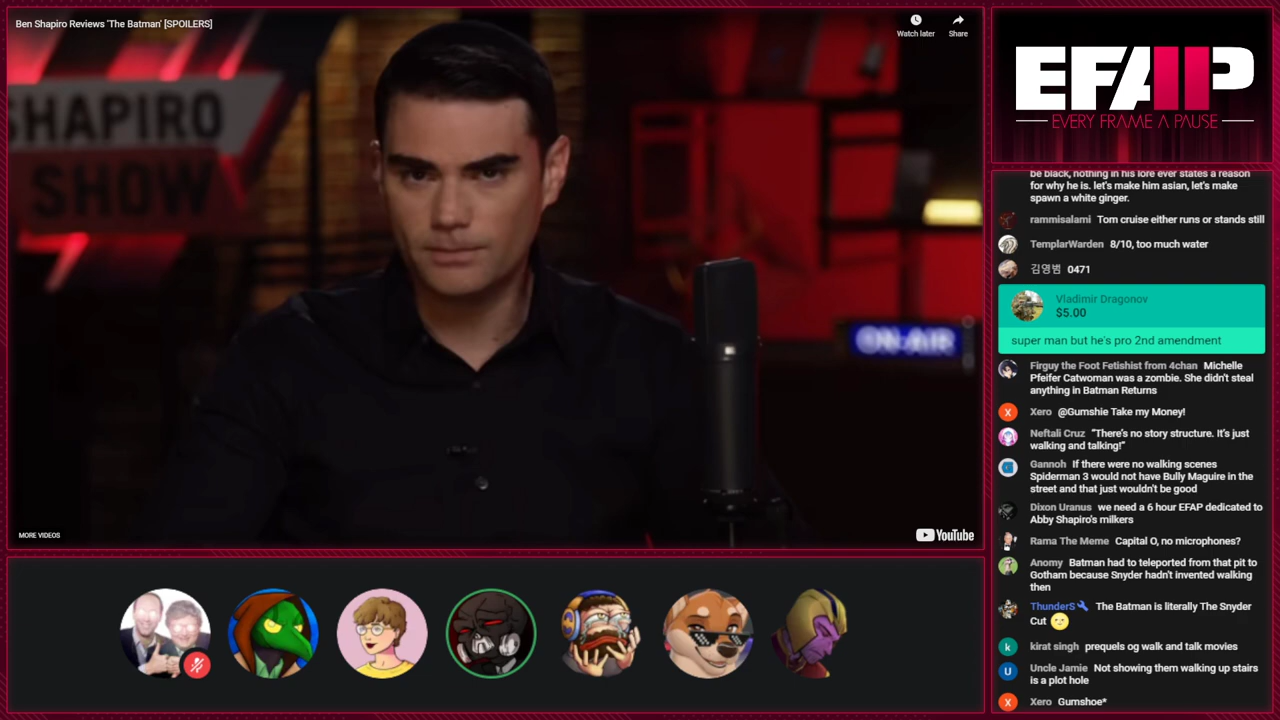 Ben Shapiro Reviews 'The Batman' [SPOILERS]
Watch later
Share
SHAPIRO
SHOW
ON-AIR
MORE VIDEOS
YouTube
EFAP
EVERY FRAME A PAUSE
be black, nothing in his lore ever states a reason
for why he is. let's make him asian, let's make
spawn a white ginger.
rammisalami Tom cruise either runs or stands still
TemplarWarden 8/10, too much water
김영범 0471
Vladimir Dragonov
$5.00
super man but he's pro 2nd amendment
Firguy the Foot Fetishist from 4chan Michelle
Pfeifer Catwoman was a zombie. She didn't steal
anything in Batman Returns
X Xero @Gumshie Take my Money!
Neftali Cruz “There's no story structure. It's just
walking and talking!”
Gannoh If there were no walking scenes
Spiderman 3 would not have Bully Maguire in the
street and that just wouldn't be good
Dixon Uranus we need a 6 hour EFAP dedicated to
Abby Shapiro's milkers
Rama The Meme Capital O, no microphones?
Anomy Batman had to teleported from that pit to
Gotham because Snyder hadn't invented walking
then
ThunderS The Batman is literally The Snyder
Cut
k kirat singh prequels og walk and talk movies
U Uncle Jamie Not showing them walking up stairs
is a plot hole
X Xero Gumshoe*